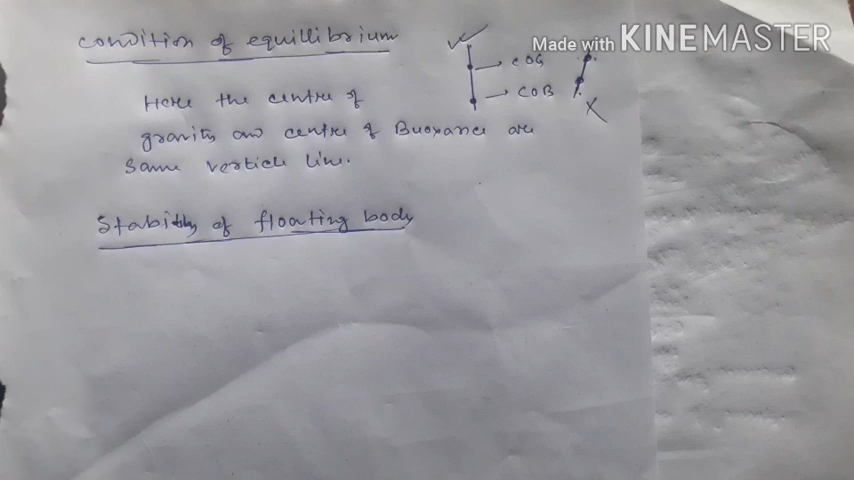 Made with KINEMASTER
condition of equillibrium
COG
COB
Here the centre of
gravity and centre of Buoyance are
same verticle line.
Stability of floating body